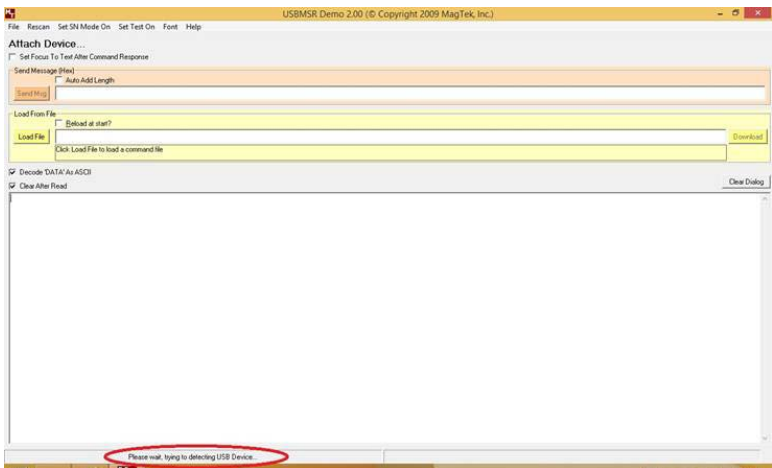 USBMSR Demo 2.00 (© Copyright 2009 MagTek, Inc.)
File Rescan Set SN Mode On Set Test On Font Help
Attach Device...
Set Focus To Text After Command Response
Send Message (Hex)
Auto Add Length
Send Msg
Load From File
Reload at start?
Load File
Download
Click Load File to load a command file
Decode 'DATA' As ASCII
Clear After Read
Clear Dialog
Please wait, trying to detecting USB Device...